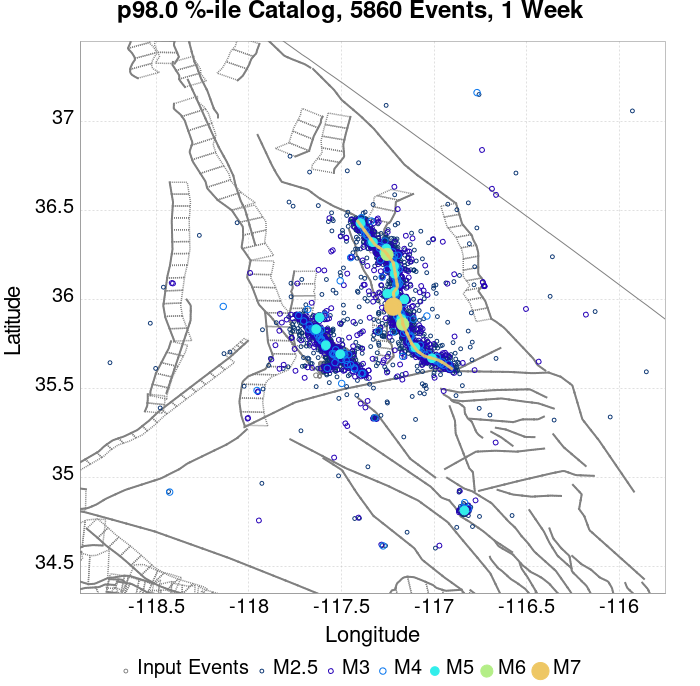 p98.0 %-ile Catalog, 5860 Events, 1 Week
37
36.5
36
35.5
35
34.5
Latitude
-118.5 -118 -117.5 -117 -116.5 -116
Longitude
Input Events M2.5 M3 M4 M5 M6 M7